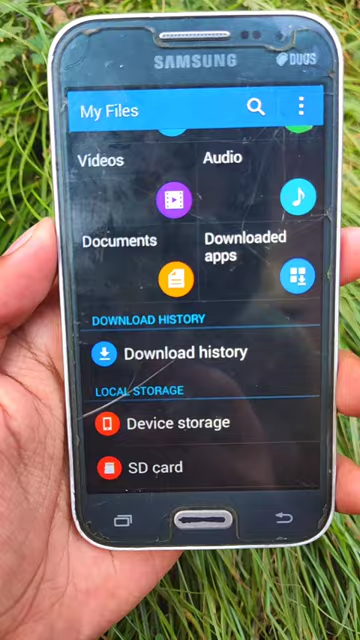 SAMSUNG
DUOS
My Files
Videos
Audio
Documents
Downloaded
apps
DOWNLOAD HISTORY
Download history
LOCAL STORAGE
Device storage
SD card